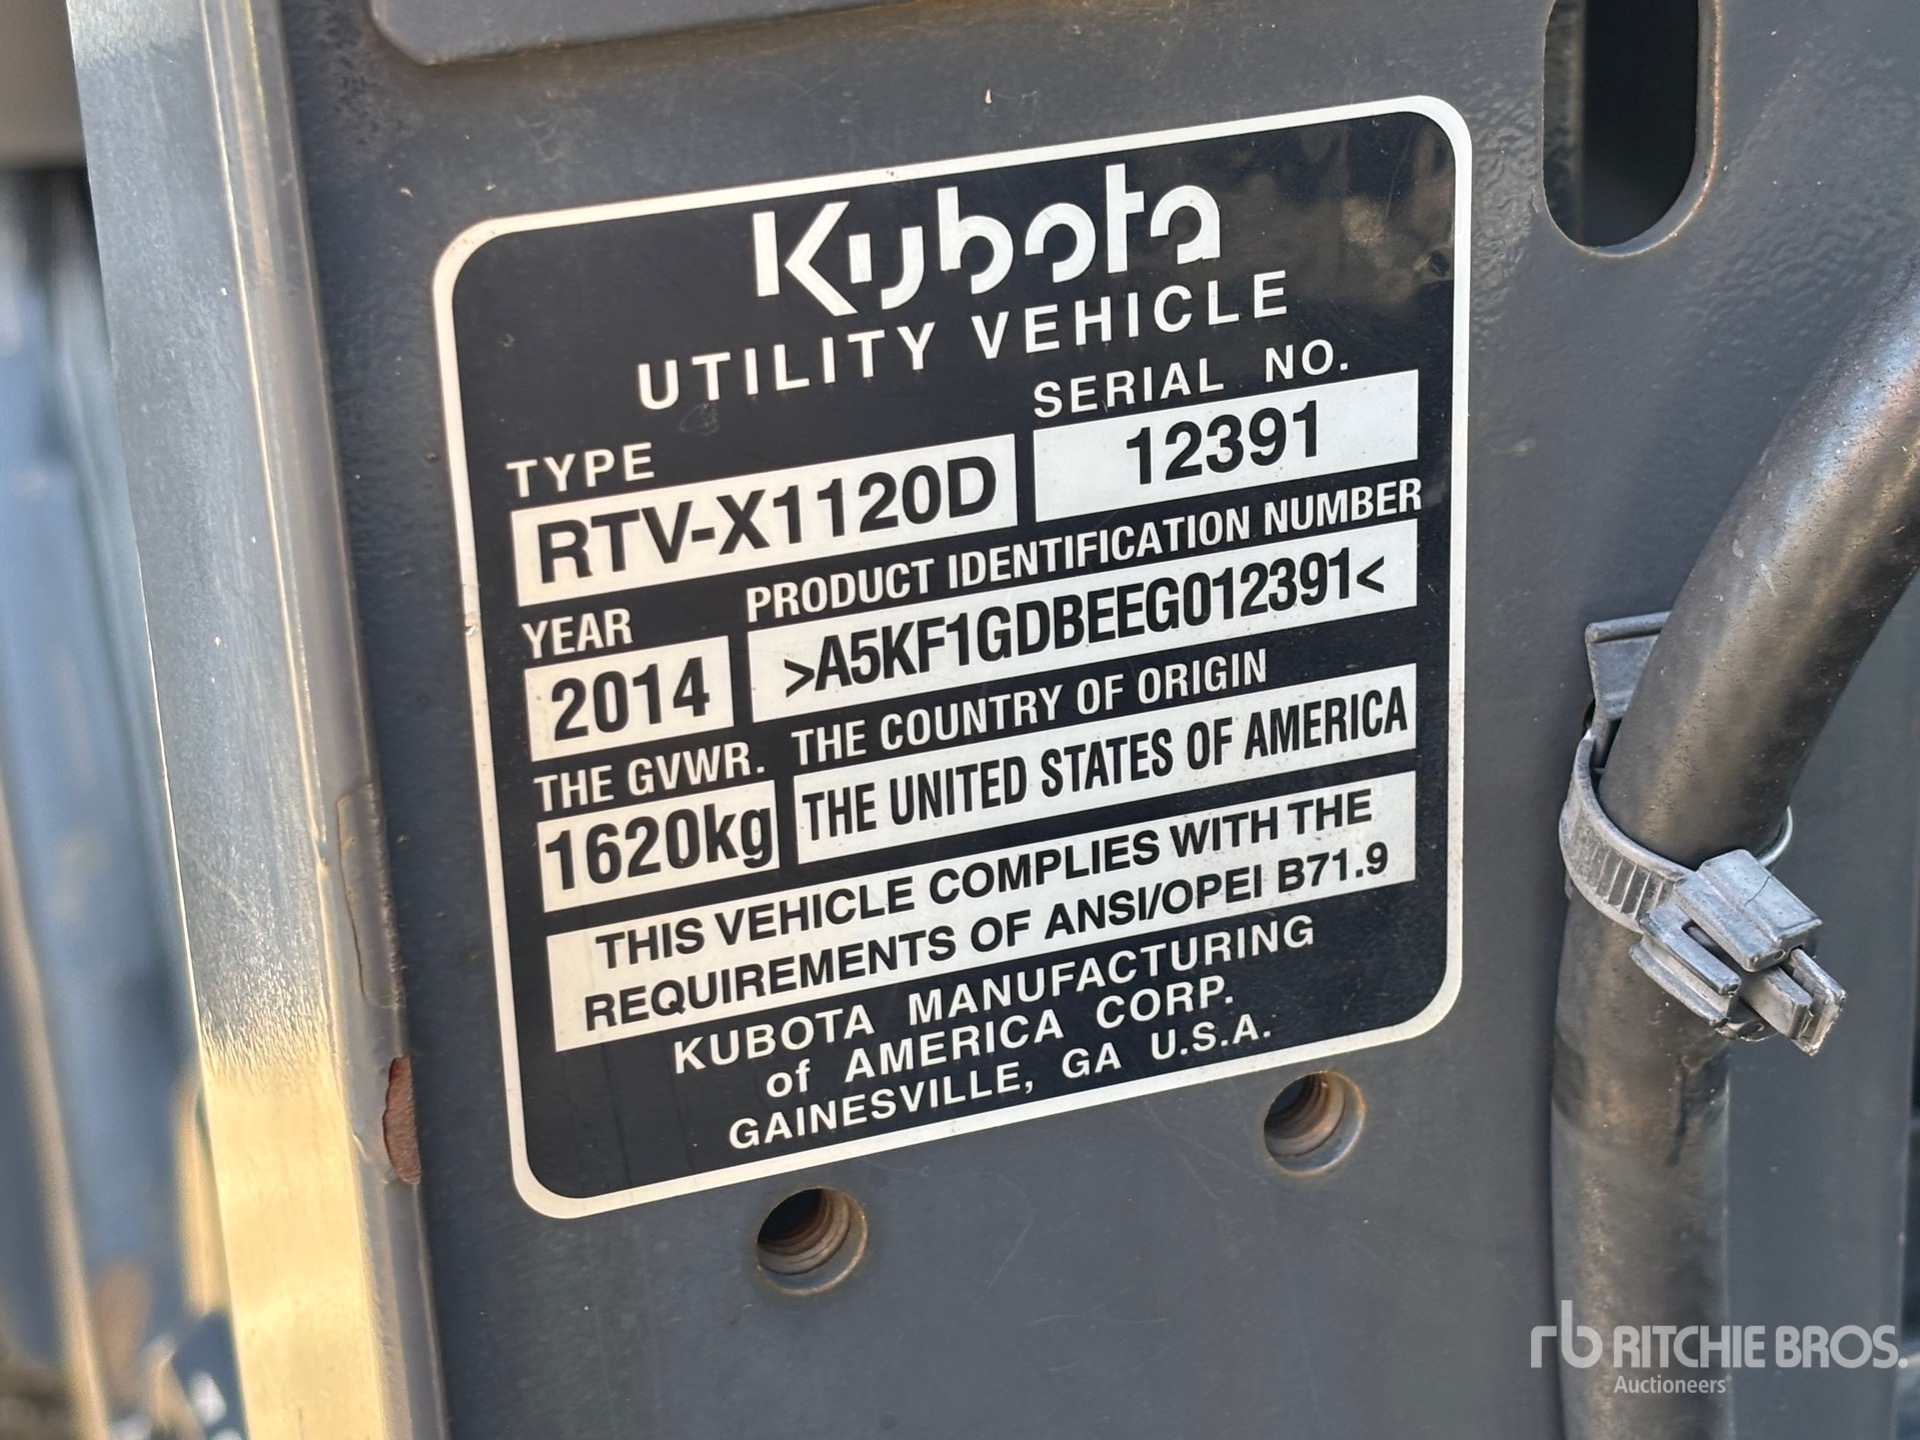 Kubota
UTILITY VEHICLE
TYPE
SERIAL NO.
RTV-X1120D
12391
YEAR
PRODUCT IDENTIFICATION NUMBER
2014
>A5KF1GDBEEG012391<
THE GVWR.
THE COUNTRY OF ORIGIN
1620kg
THE UNITED STATES OF AMERICA
THIS VEHICLE COMPLIES WITH THE
REQUIREMENTS OF ANSI/OPEI B71.9
KUBOTA MANUFACTURING
of AMERICA CORP.
GAINESVILLE, GA U.S.A.
rb RITCHIE BROS.
Auctioneers